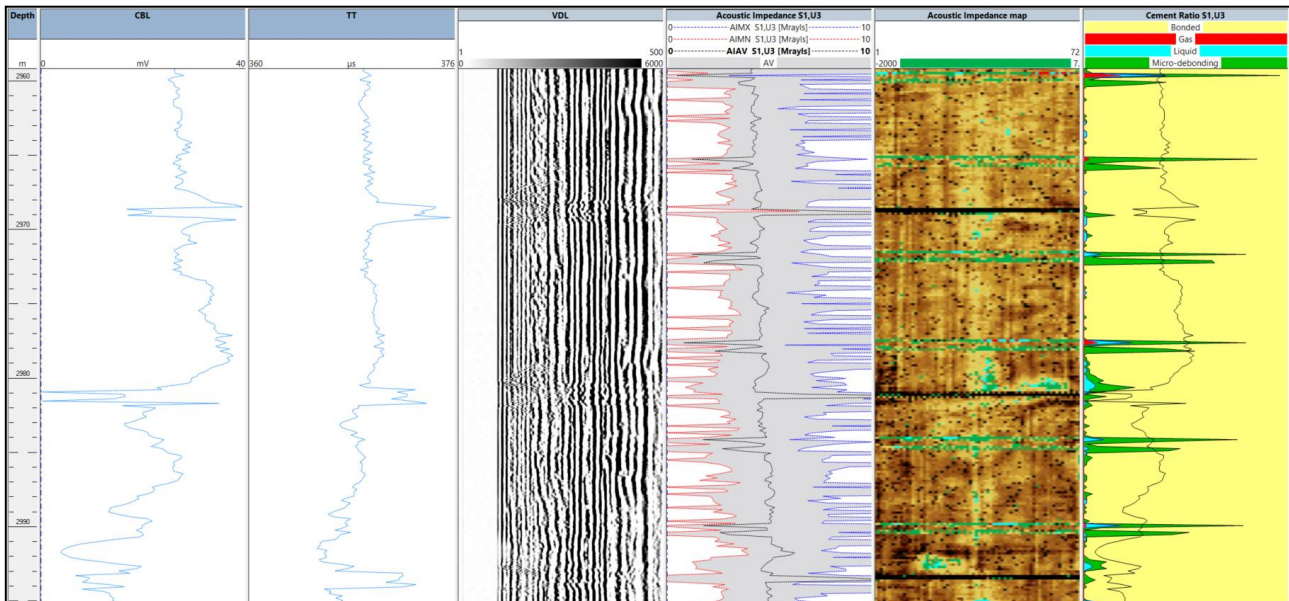 Depth
CBL
TT
VDL
Acoustic Impedance S1,U3
Acoustic Impedance map
Cement Ratio S1,U3
0 AIMX S1,U3 [Mrayls] 10
0 AIMN S1,U3 [Mrayls] 10
0 AIAV S1,U3 [Mrayls] 10
AV
Bonded
Gas
Liquid
Micro-debonding
m
0 mV 40
360 µs 376
1 500
0 6000
1 72
-2000 7.
2960
2970
2980
2990